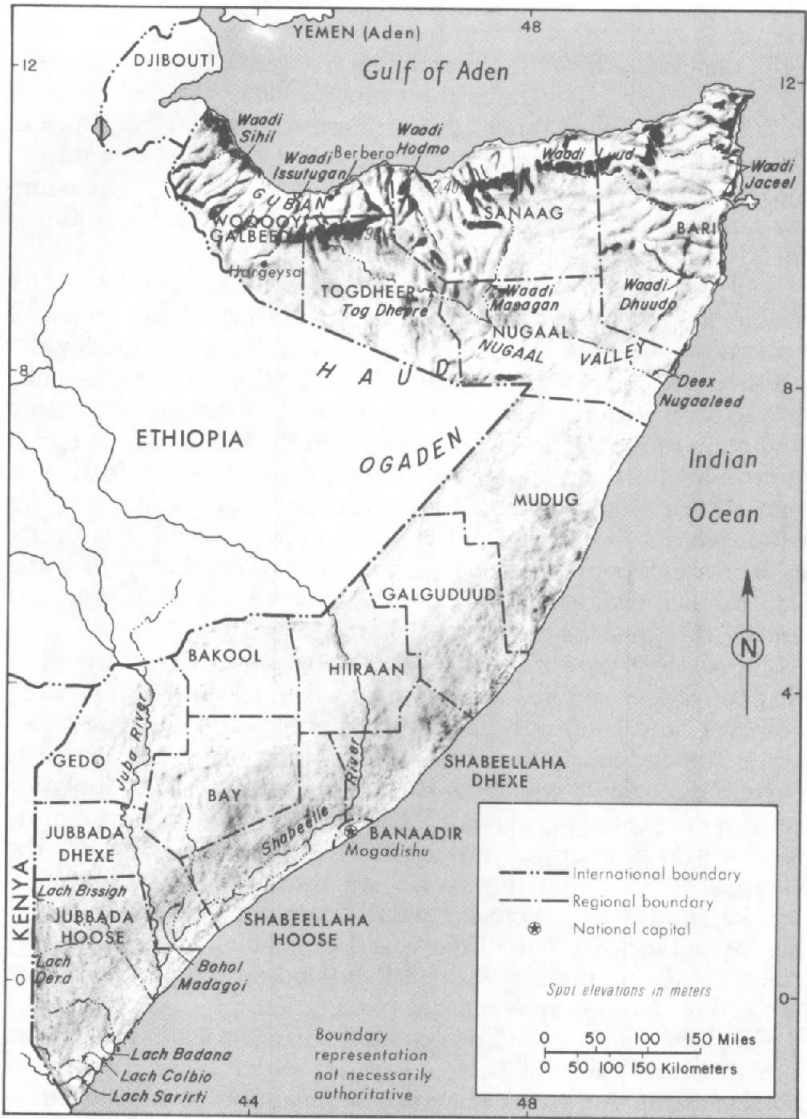 48
YEMEN (Aden)
DJIBOUTI
12
12
Gulf of Aden
Waadi
Sihil
Waadi
Issutugan
Berbera
Waadi
Hodmo
Waadi
Waadi
Jaceel
GUBIAN
SANAAG
WOQOOY
GALBEED
BARI
Hargeysa
TOGDHEER
Tog Dheere
Waadi
Masagan
Waadi
Dhuudo
NUGAAL
NUGAAL
VALLEY
HAUD
8
8
Deex
Nugaaleed
ETHIOPIA
OGADEN
Indian
Ocean
MUDUG
GALGUDUUD
N
BAKOOL
HIIRAAN
4
Juba River
GEDO
SHABEELLAHA
DHEXE
BAY
Shabeelle
River
JUBBADA
DHEXE
BANAADIR
Mogadishu
KENYA
Lach Bissigh
JUBBADA
HOOSE
SHABEELLAHA
HOOSE
Lach
Dera
Bohol
Madagoi
0
Lach Badana
Lach Colbio
Lach Sarirti
International boundary
Regional boundary
National capital
Spot elevations in meters
0 50 100 150 Miles
0 50 100 150 Kilometers
Boundary
representation
not necessarily
authoritative
44
48